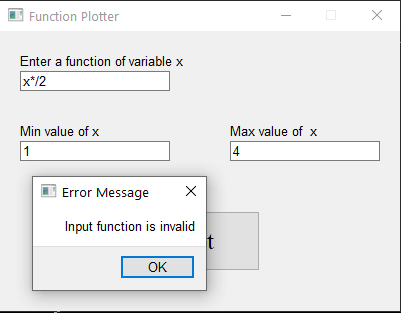 Function Plotter
Enter a function of variable x
x*/2
Min value of x
Max value of  x
1
4
Error Message
Input function is invalid
t
OK